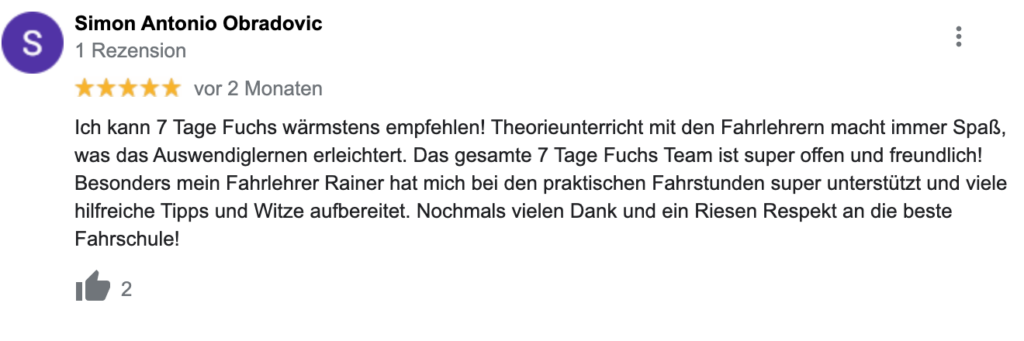 S
Simon Antonio Obradovic
1 Rezension
vor 2 Monaten
Ich kann 7 Tage Fuchs wärmstens empfehlen! Theorieunterricht mit den Fahrlehrern macht immer Spaß,
was das Auswendiglernen erleichtert. Das gesamte 7 Tage Fuchs Team ist super offen und freundlich!
Besonders mein Fahrlehrer Rainer hat mich bei den praktischen Fahrstunden super unterstützt und viele
hilfreiche Tipps und Witze aufbereitet. Nochmals vielen Dank und ein Riesen Respekt an die beste
Fahrschule!
2